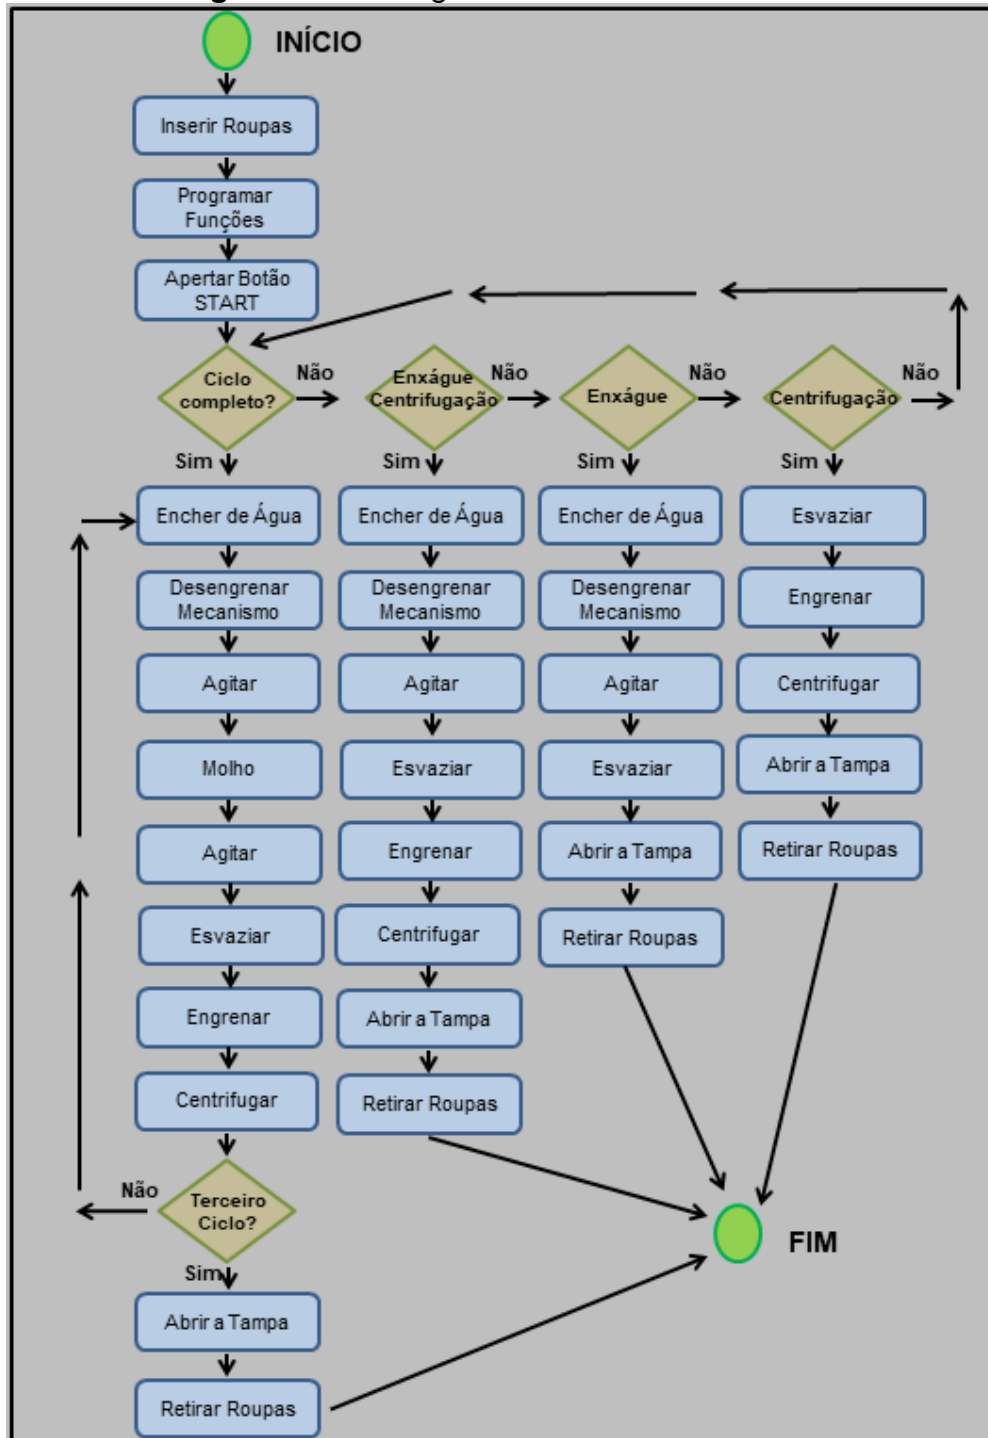 INÍCIO
Inserir Roupas
Programar
Funções
Apertar Botão
START
Ciclo
completo?
Não
Enxágue
Centrifugação
Não
Enxágue
Não
Centrifugação
Não
Sim
Sim
Sim
Sim
Encher de Água
Desengrenar
Mecanismo
Agitar
Molho
Agitar
Esvaziar
Engrenar
Centrifugar
Terceiro
Ciclo?
Não
Sim
Abrir a Tampa
Retirar Roupas
Encher de Água
Desengrenar
Mecanismo
Agitar
Esvaziar
Engrenar
Centrifugar
Abrir a Tampa
Retirar Roupas
Encher de Água
Desengrenar
Mecanismo
Agitar
Esvaziar
Abrir a Tampa
Retirar Roupas
Esvaziar
Engrenar
Centrifugar
Abrir a Tampa
Retirar Roupas
FIM